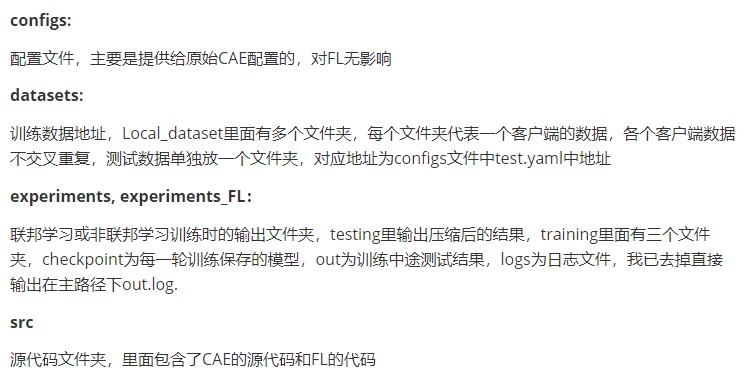 configs:
配置文件，主要是提供给原始CAE配置的，对FL无影响
datasets:
训练数据地址，Local_dataset里面有多个文件夹，每个文件夹代表一个客户端的数据，各个客户端数据
不交叉重复，测试数据单独放一个文件夹，对应地址为configs文件中test.yaml中地址
experiments, experiments_FL：
联邦学习或非联邦学习训练时的输出文件夹，testing里输出压缩后的结果，training里面有三个文件
夹，checkpoint为每一轮训练保存的模型，out为训练中途测试结果，logs为日志文件，我已去掉直接
输出在主路径下out.log.
src
源代码文件夹，里面包含了CAE的源代码和FL的代码